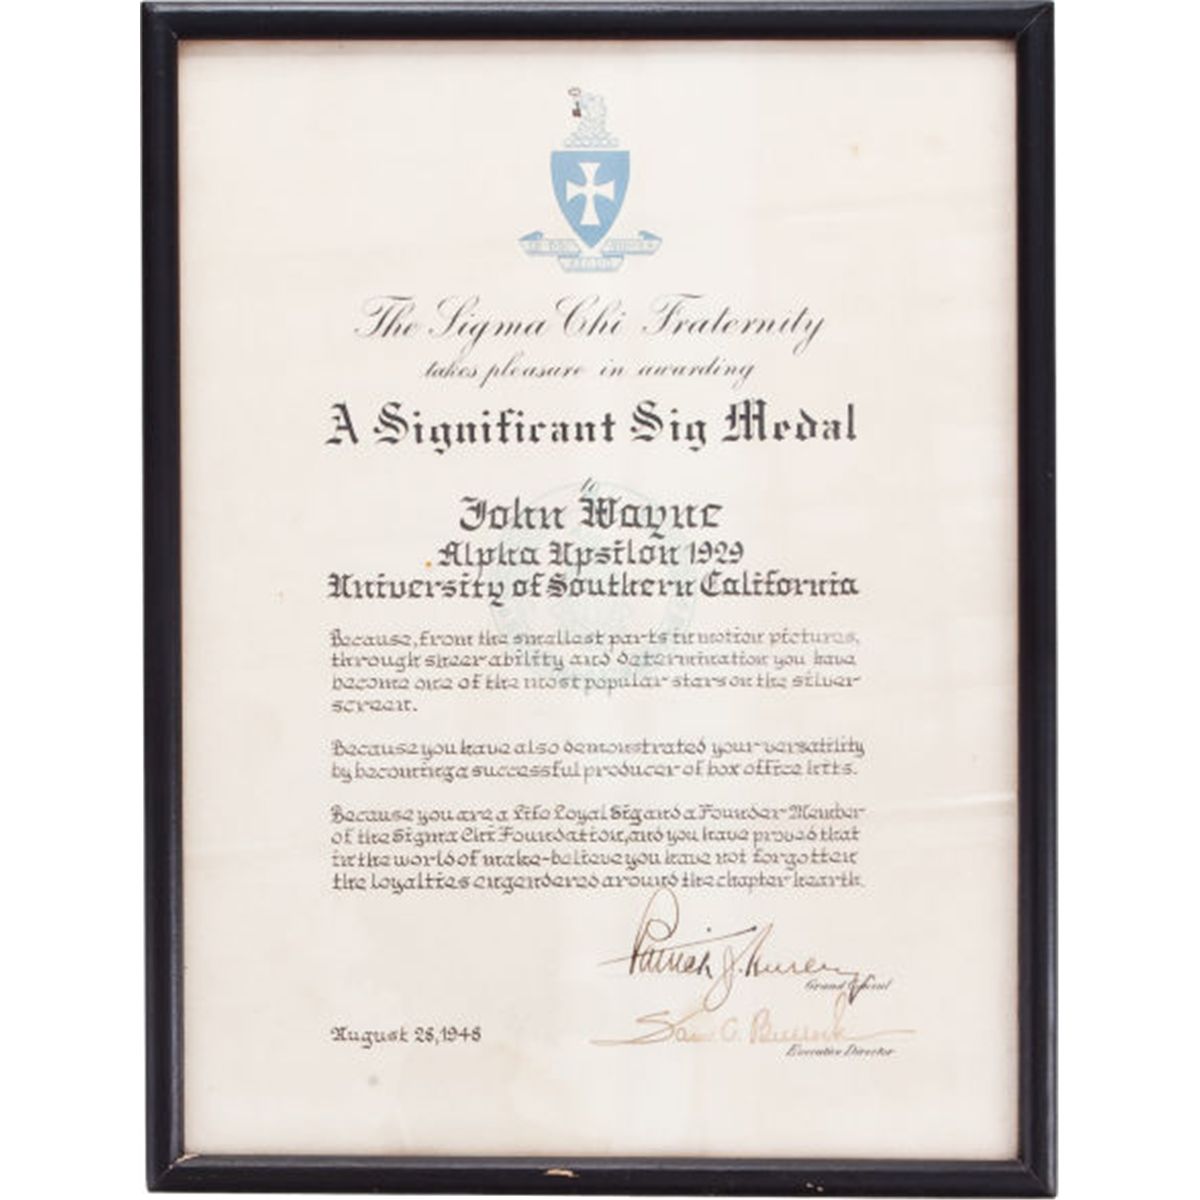 The Sigma Chi Fraternity
takes pleasure in awarding
A Significant Sig Medal
to
John Wayne
Alpha Upsilon 1929
University of Southern California
Because, from the smallest parts in motion pictures,
through sheer ability and determination you have
become one of the most popular stars on the silver
screen.
Because you have also demonstrated your versatility
by becoming a successful producer of box office hits.
Because you are a Life Loyal Sig and a Founder Member
of the Sigma Chi Foundation, and you have proved that
in the world of make-believe you have not forgotten
the loyalties engendered around the chapter hearth.
Patrick J.
Grand Official
August 28, 1948
Sam C. Bullock
Executive Director